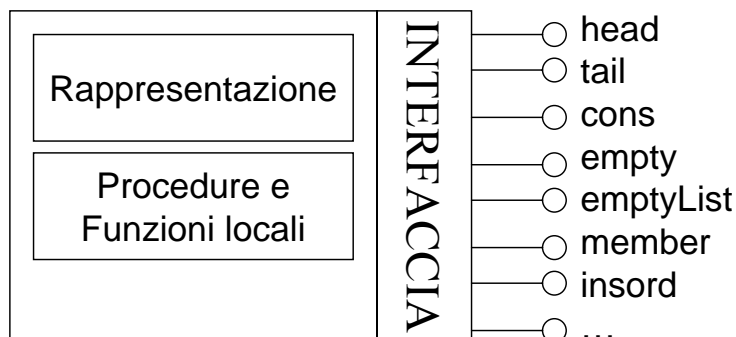 Rappresentazione
Procedure e
Funzioni locali
INTERFACCIA
head
tail
cons
empty
emptyList
member
insord
...